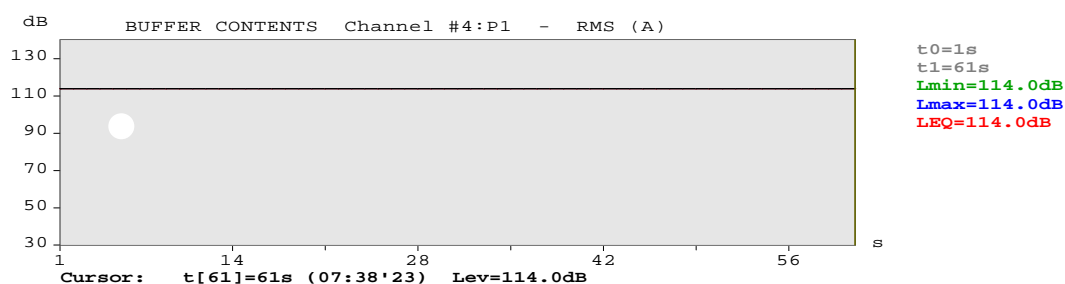 dB
BUFFER CONTENTS Channel #4:P1 - RMS (A)
130
110
90
70
50
30
1 14 28 42 56 s
Cursor: t[61]=61s (07:38'23) Lev=114.0dB
t0=1s
t1=61s
Lmin=114.0dB
Lmax=114.0dB
LEQ=114.0dB